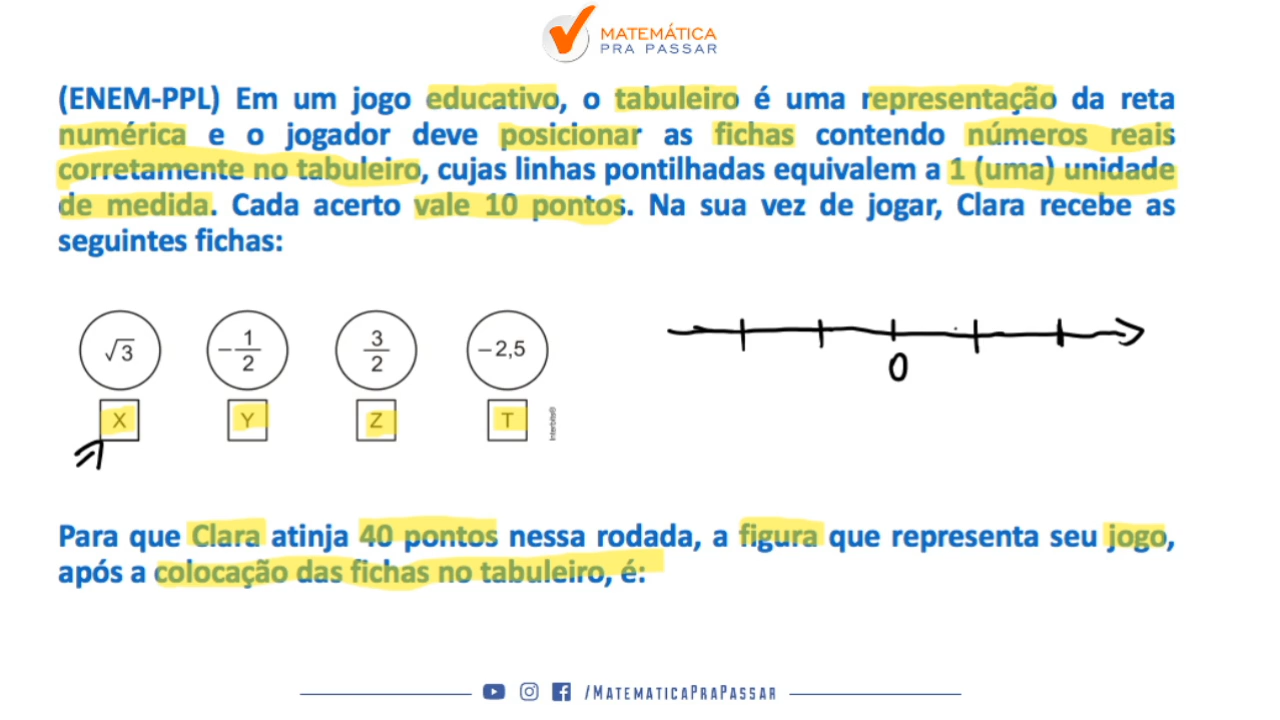 MATEMÁTICA
PRA PASSAR
(ENEM-PPL) Em um jogo educativo, o tabuleiro é uma representação da reta
numérica e o jogador deve posicionar as fichas contendo números reais
corretamente no tabuleiro, cujas linhas pontilhadas equivalem a 1 (uma) unidade
de medida. Cada acerto vale 10 pontos. Na sua vez de jogar, Clara recebe as
seguintes fichas:
√3 -1/2 3/2 -2,5
X Y Z T
Interbits®
0
Para que Clara atinja 40 pontos nessa rodada, a figura que representa seu jogo,
após a colocação das fichas no tabuleiro, é:
/MATEMATICAPRAPASSAR